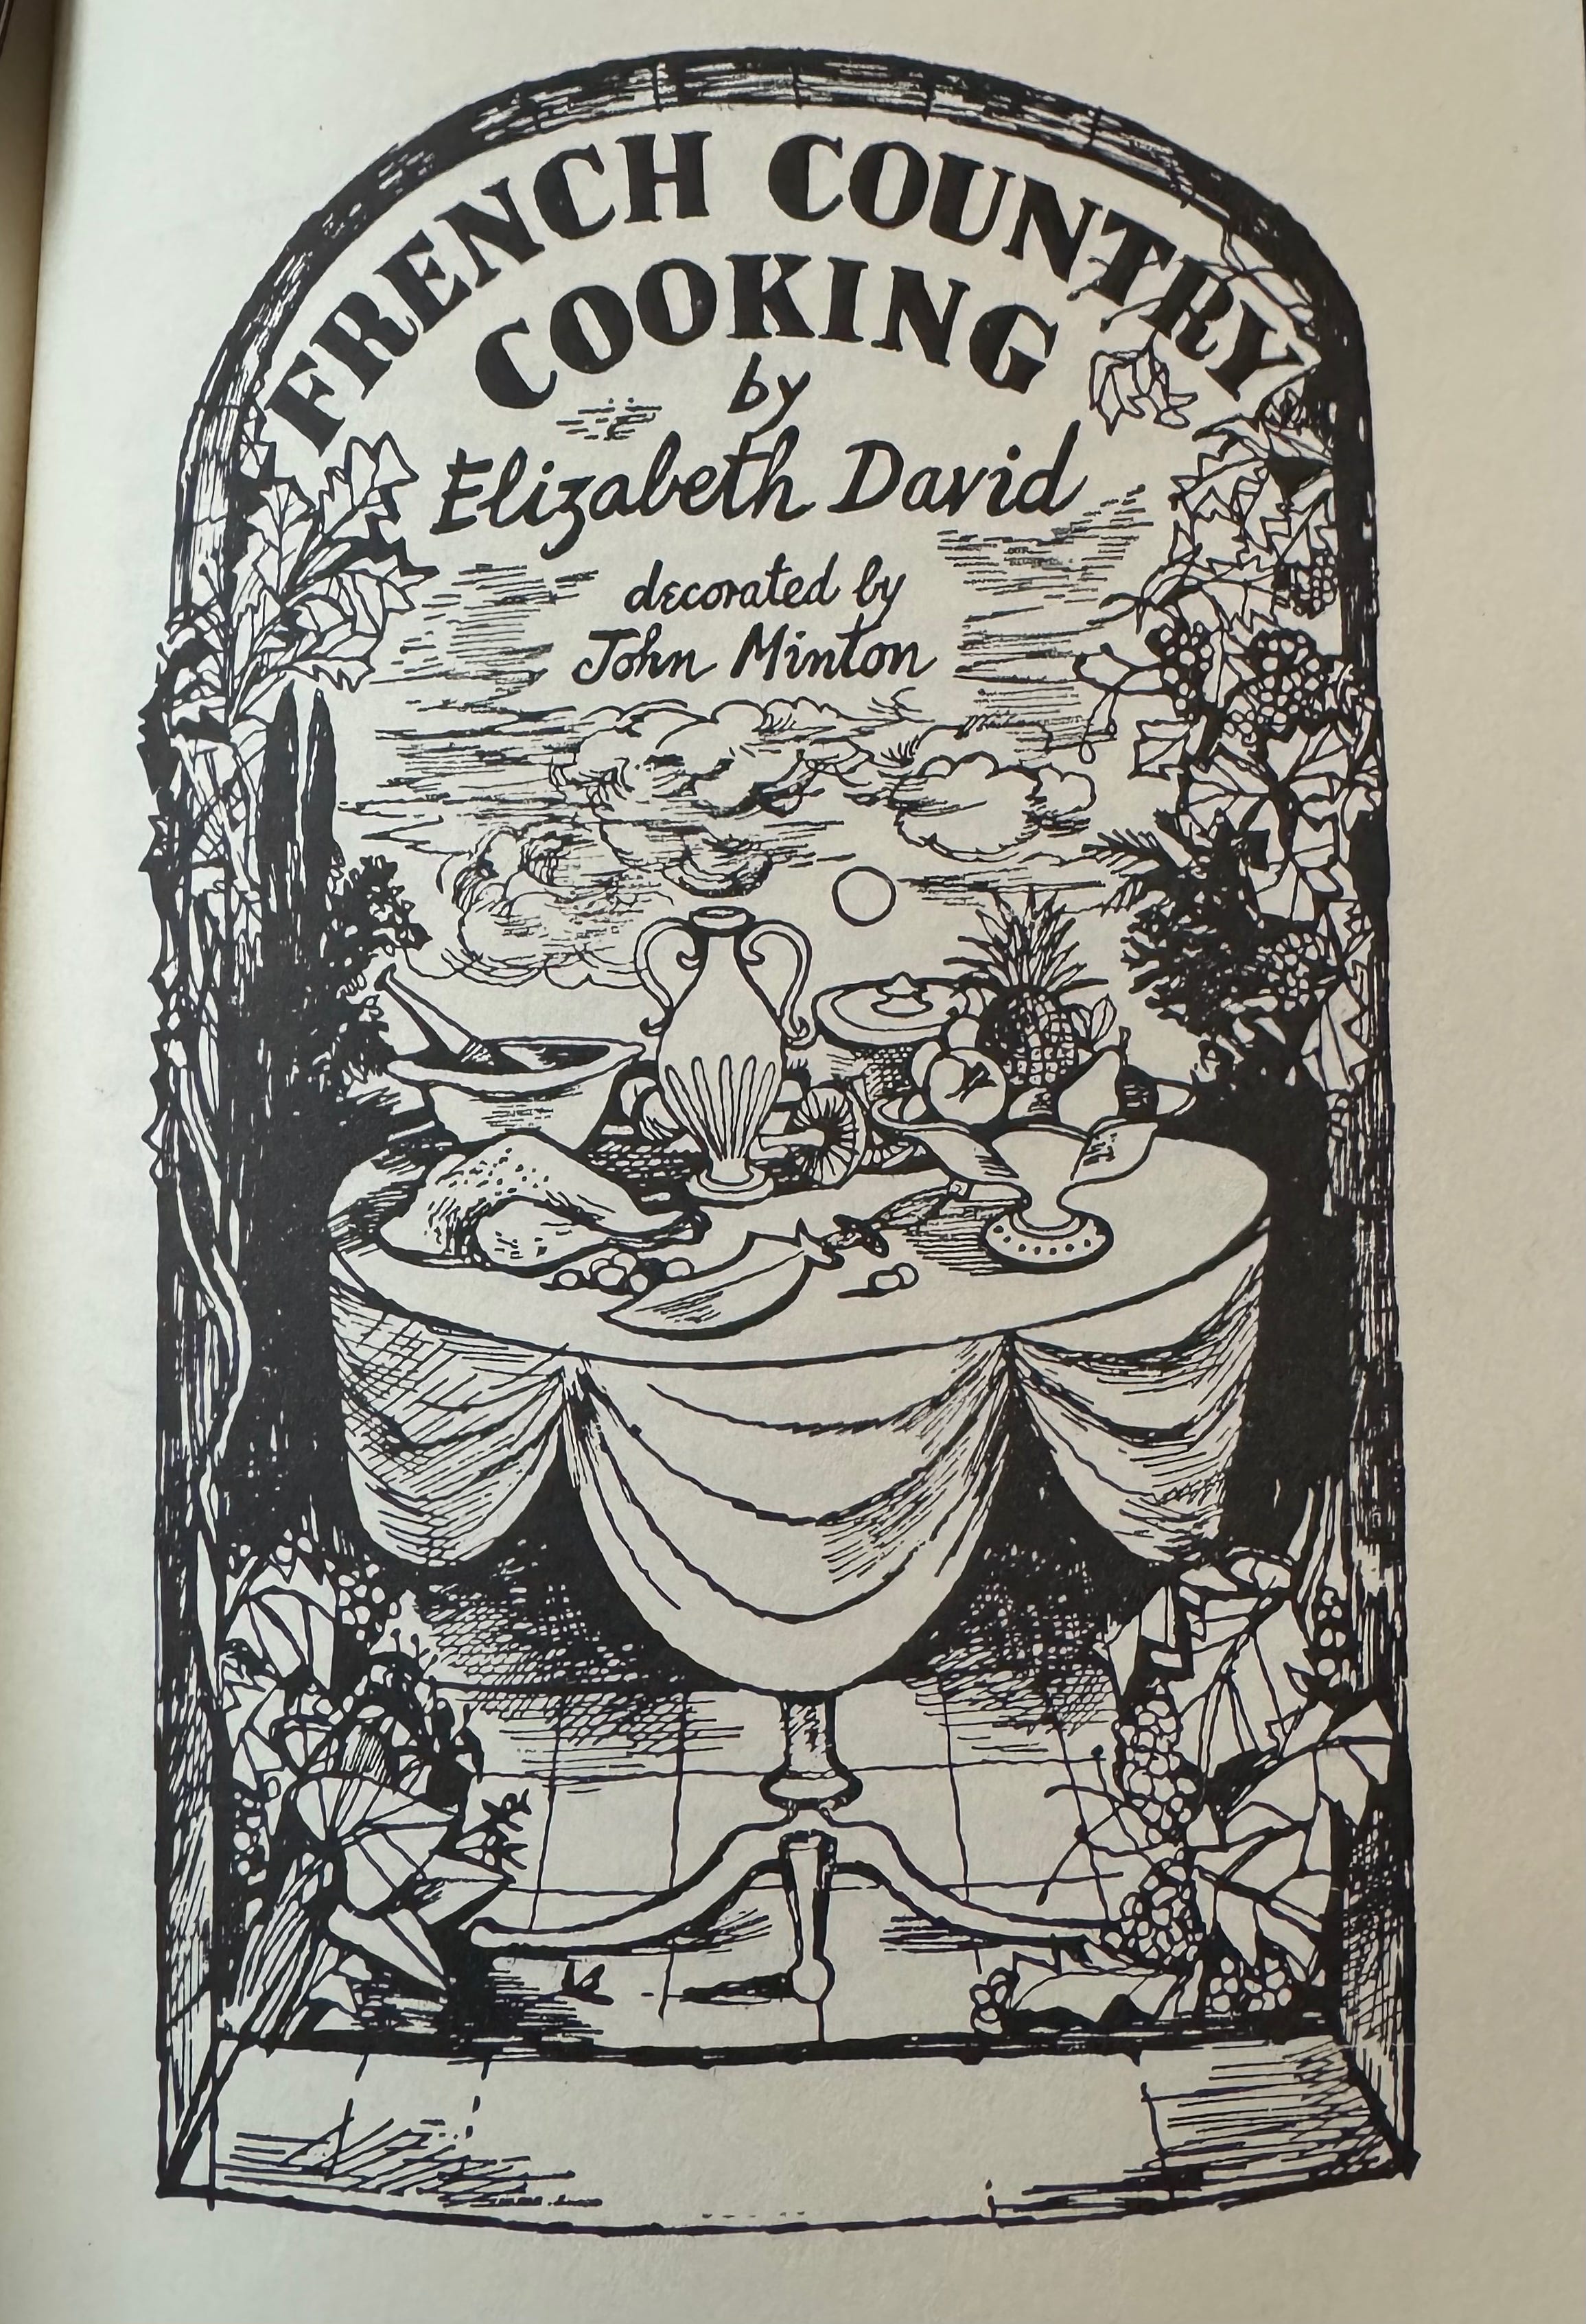 FRENCH COUNTRY
COOKING
by
Elizabeth David
decorated by
John Minton